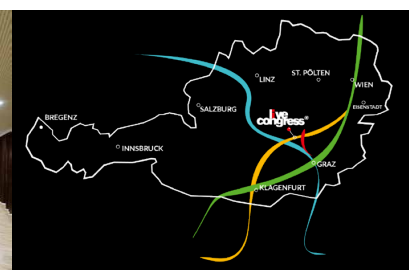 LINZ
ST. PÖLTEN
WIEN
EISENSTADT
SALZBURG
live
congress®
BREGENZ
INNSBRUCK
GRAZ
KLAGENFURT